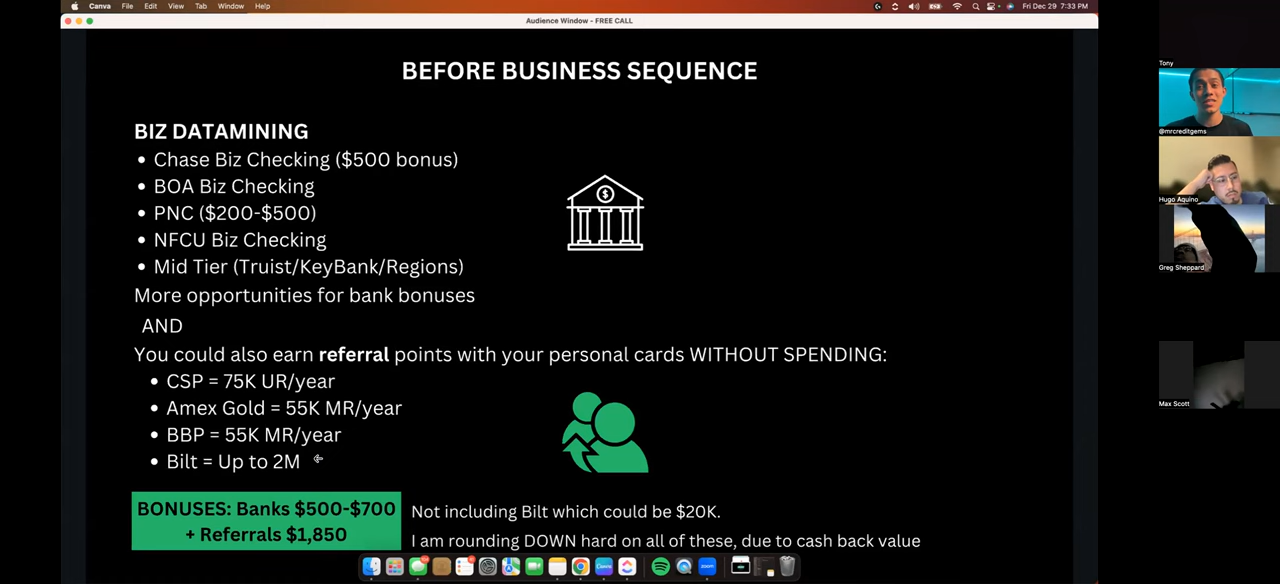 Canva File Edit View Tab Window Help Fri Dec 29 7:33 PM
Audience Window - FREE CALL
BEFORE BUSINESS SEQUENCE
BIZ DATAMINING
• Chase Biz Checking ($500 bonus)
• BOA Biz Checking
• PNC ($200-$500)
• NFCU Biz Checking
• Mid Tier (Truist/KeyBank/Regions)
More opportunities for bank bonuses
AND
You could also earn referral points with your personal cards WITHOUT SPENDING:
• CSP = 75K UR/year
• Amex Gold = 55K MR/year
• BBP = 55K MR/year
• Bilt = Up to 2M
BONUSES: Banks $500-$700
+ Referrals $1,850
Not including Bilt which could be $20K.
I am rounding DOWN hard on all of these, due to cash back value
Tony
@mrcreditgems
Hugo Aquino
Greg Sheppard
Max Scott